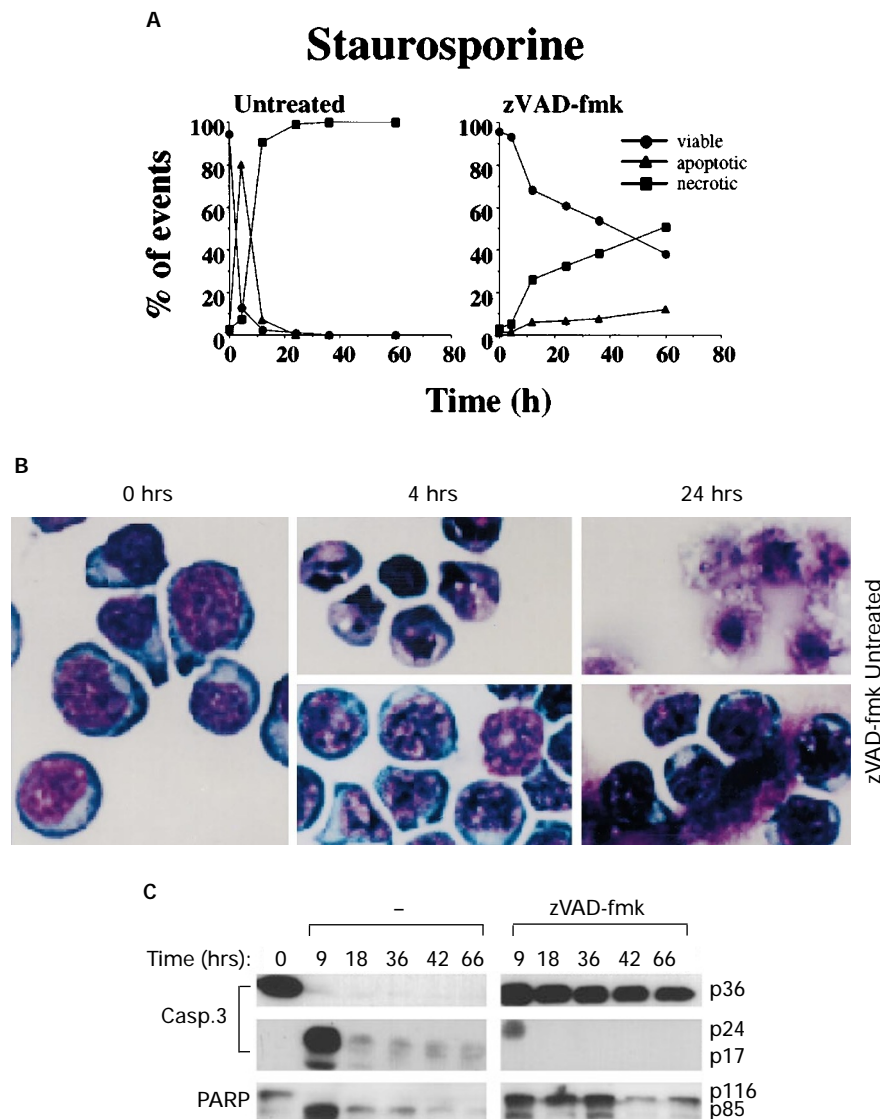 A
Staurosporine
Untreated
zVAD-fmk
% of events
100
80
60
40
20
0
0 20 40 60 80
100
80
60
40
20
0
0 20 40 60 80
viable
apoptotic
necrotic
Time (h)
B
0 hrs 4 hrs 24 hrs
zVAD-fmk Untreated
C
– zVAD-fmk
Time (hrs): 0 9 18 36 42 66 9 18 36 42 66
Casp.3
p36
p24
p17
PARP
p116
p85